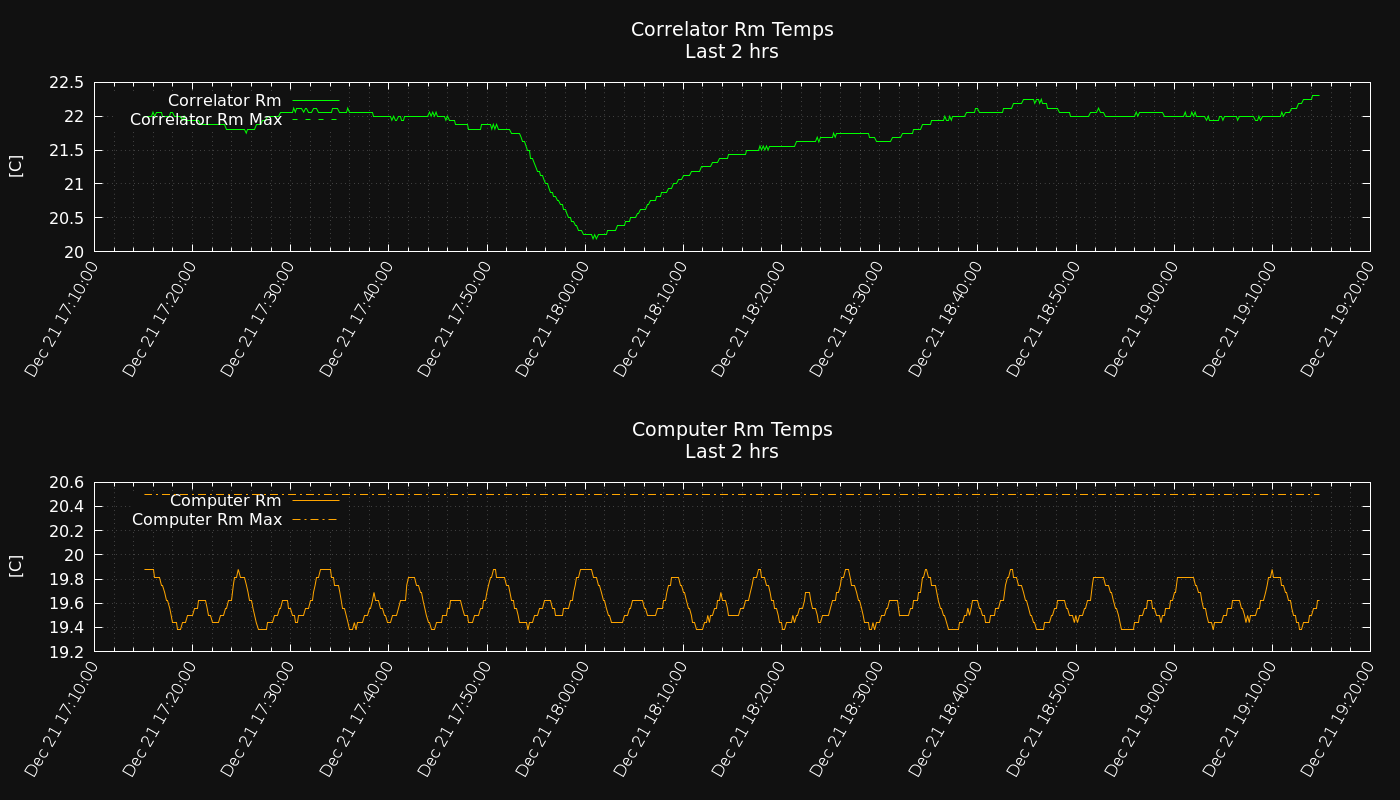 Correlator Rm Temps
Last 2 hrs
22.5
22
21.5
21
20.5
20
[C]
Correlator Rm
Correlator Rm Max
Dec 21 17:10:00
Dec 21 17:20:00
Dec 21 17:30:00
Dec 21 17:40:00
Dec 21 17:50:00
Dec 21 18:00:00
Dec 21 18:10:00
Dec 21 18:20:00
Dec 21 18:30:00
Dec 21 18:40:00
Dec 21 18:50:00
Dec 21 19:00:00
Dec 21 19:10:00
Dec 21 19:20:00
Computer Rm Temps
Last 2 hrs
20.6
20.4
20.2
20
19.8
19.6
19.4
19.2
[C]
Computer Rm
Computer Rm Max
Dec 21 17:10:00
Dec 21 17:20:00
Dec 21 17:30:00
Dec 21 17:40:00
Dec 21 17:50:00
Dec 21 18:00:00
Dec 21 18:10:00
Dec 21 18:20:00
Dec 21 18:30:00
Dec 21 18:40:00
Dec 21 18:50:00
Dec 21 19:00:00
Dec 21 19:10:00
Dec 21 19:20:00